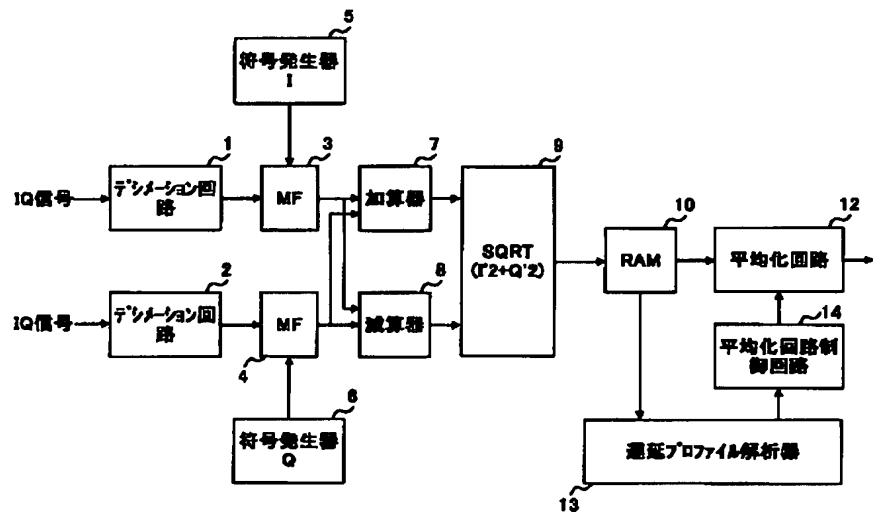 5
符号発生器
I
1
3
7
9
IQ信号
デシメーション回
路
MF
加算器
SQRT
(I'2+Q'2)
10
RAM
12
平均化回路
2
8
IQ信号
デシメーション回
路
MF
4
減算器
14
平均化回路制
御回路
6
符号発生器
Q
遅延プロファイル解析器
13